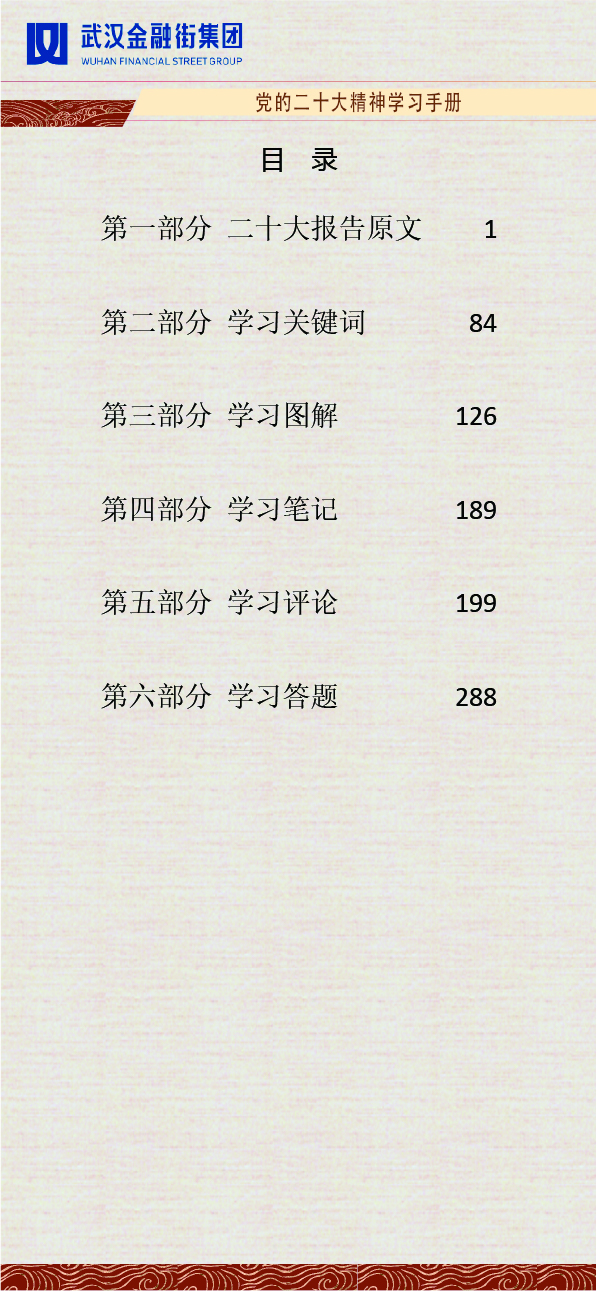 武汉金融街集团
WUHAN FINANCIAL STREET GROUP
党的二十大精神学习手册
目 录
第一部分 二十大报告原文 1
第二部分 学习关键词 84
第三部分 学习图解 126
第四部分 学习笔记 189
第五部分 学习评论 199
第六部分 学习答题 288